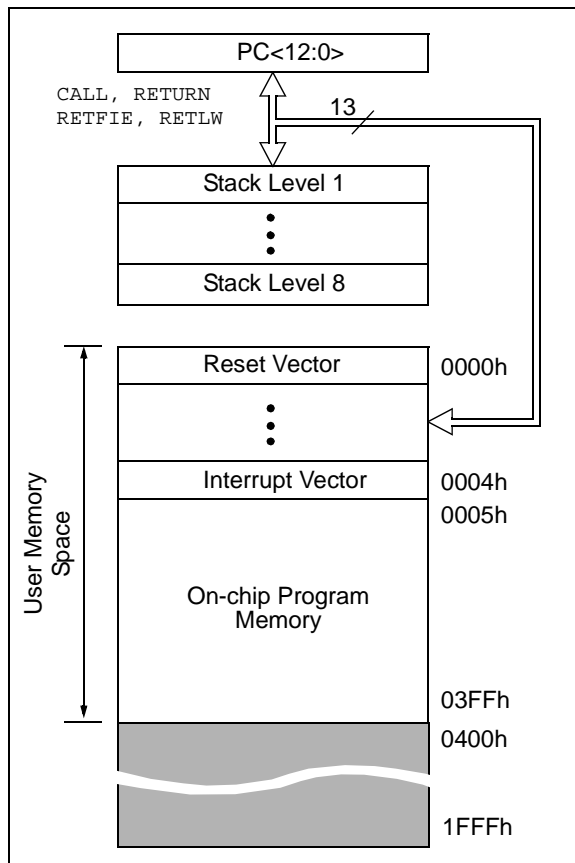 PC<12:0>
CALL, RETURN
RETFIE, RETLW
13
Stack Level 1
Stack Level 8
Reset Vector
0000h
Interrupt Vector
0004h
0005h
User Memory
Space
On-chip Program
Memory
03FFh
0400h
1FFFh